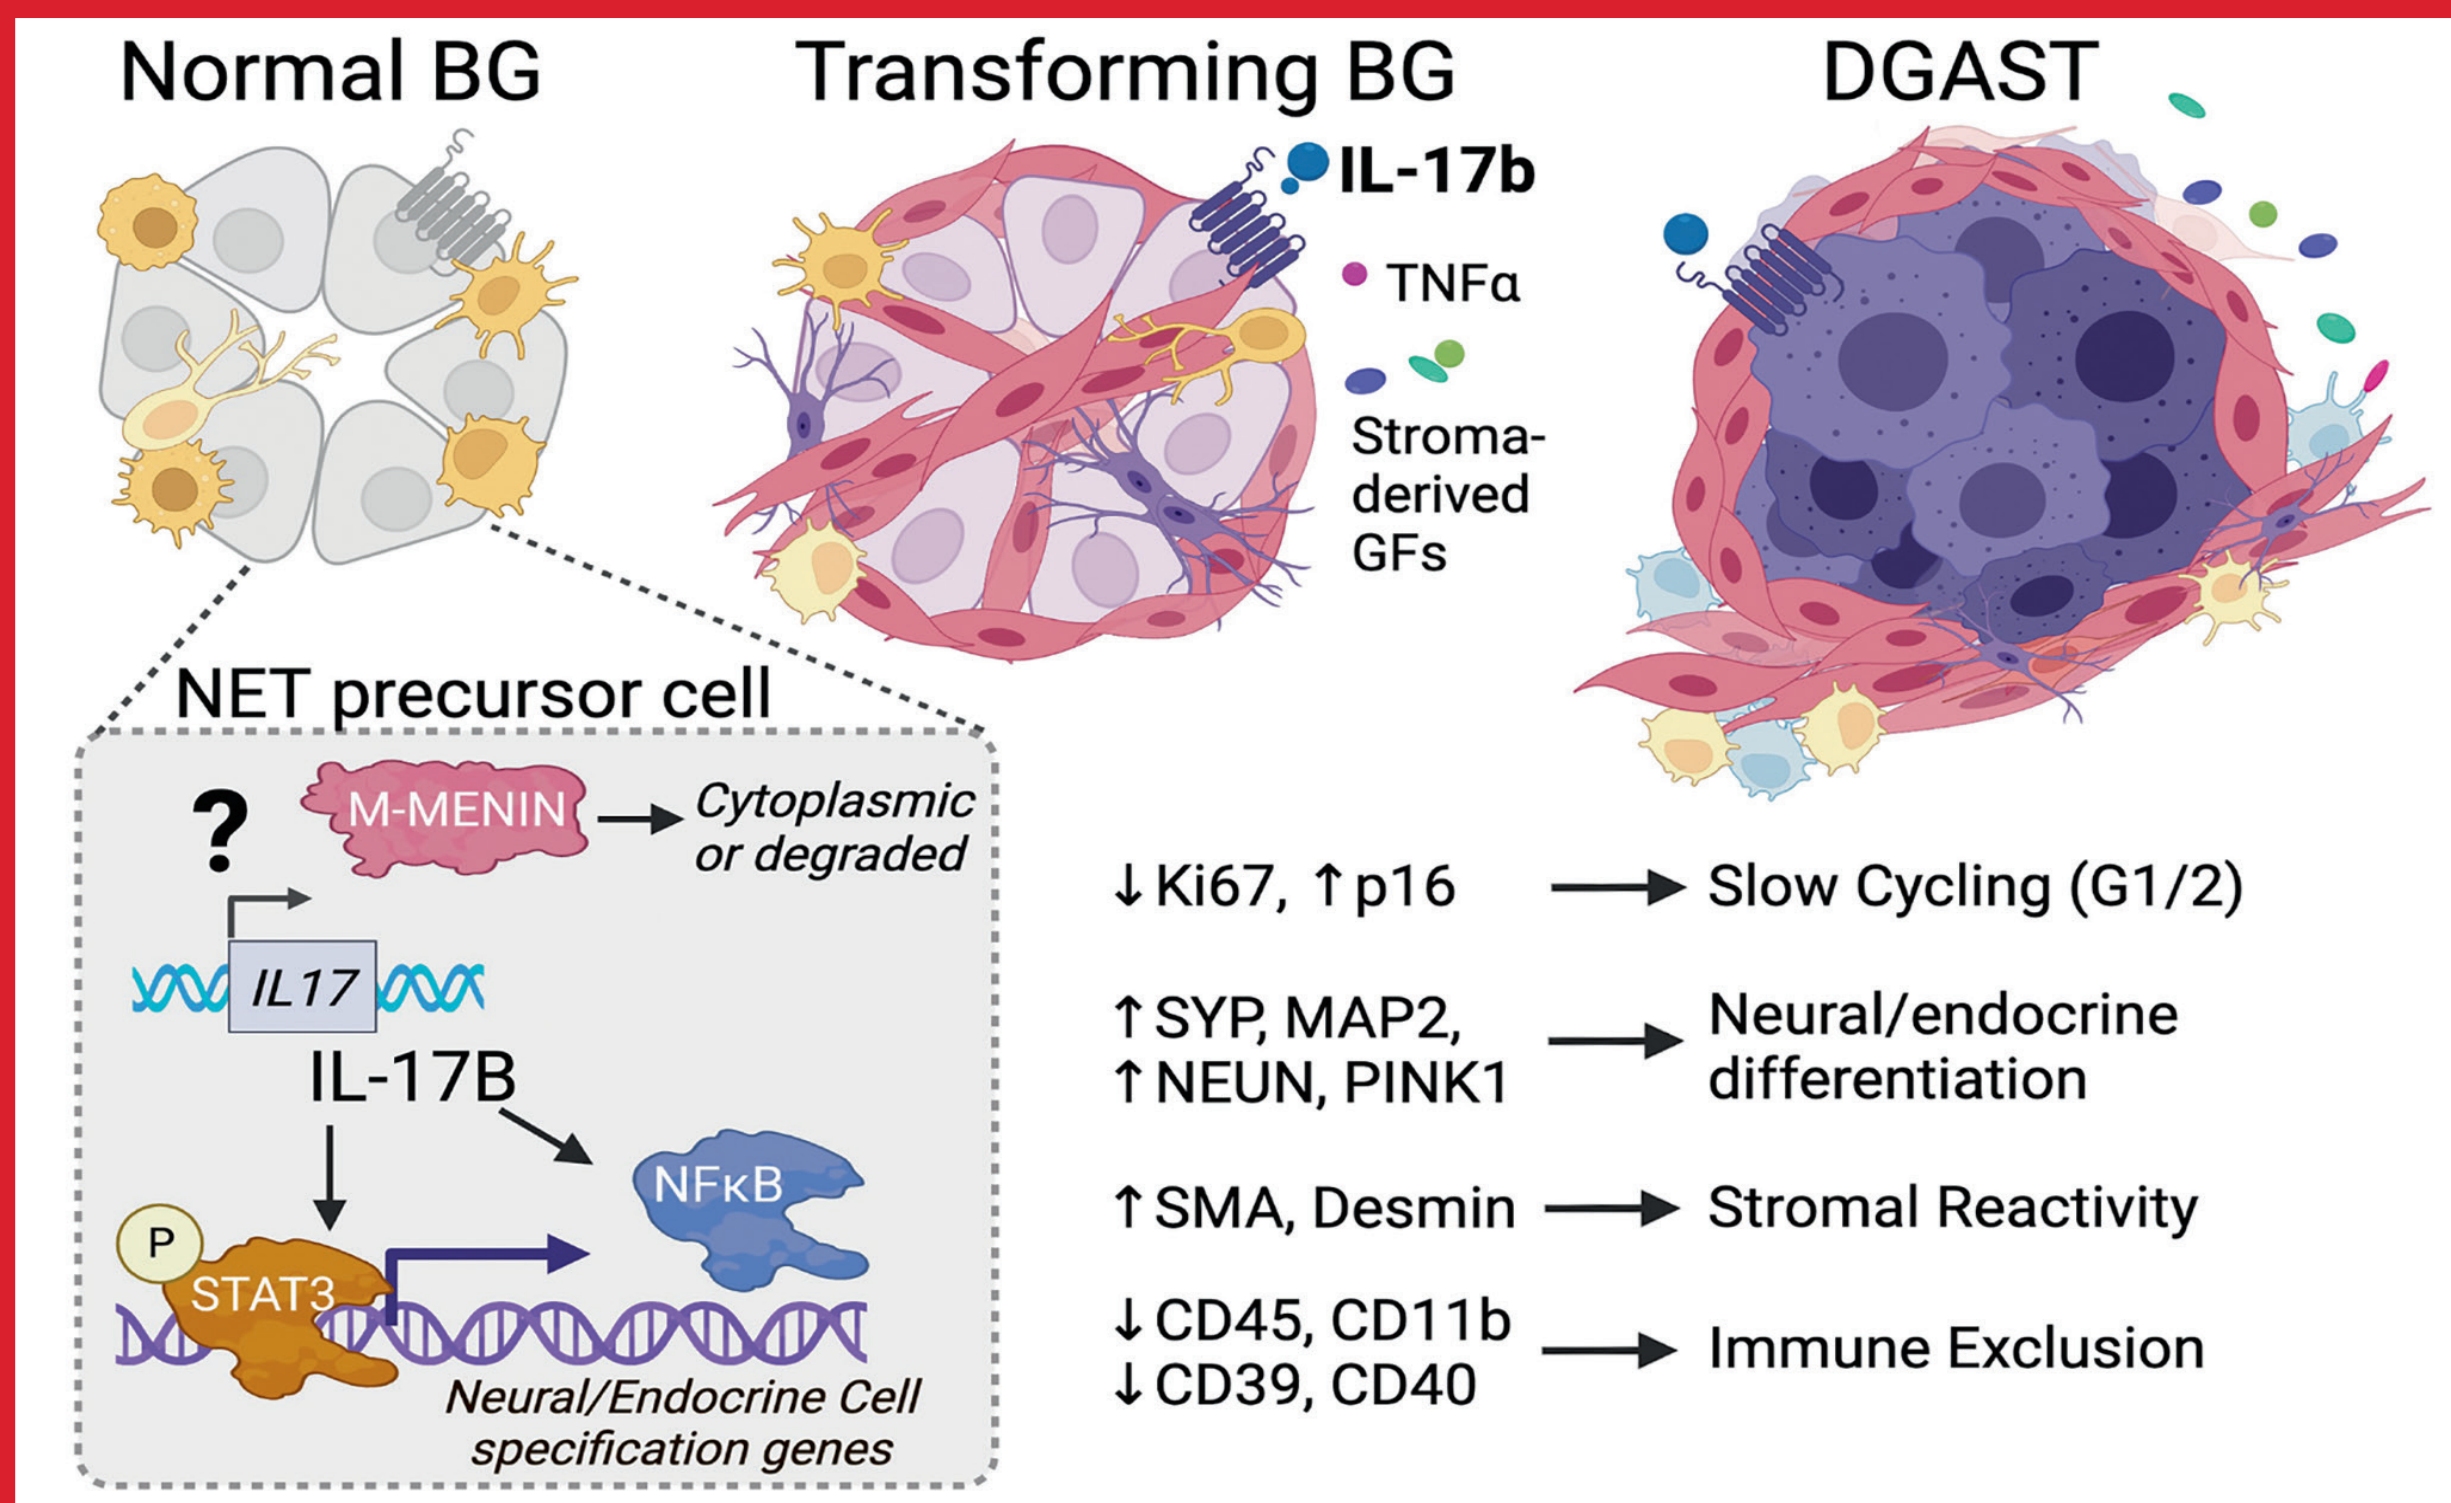 Normal BG
Transforming BG
DGAST
IL-17b
TNFα
Stroma-
derived
GFs
NET precursor cell
?
M-MENIN
Cytoplasmic
or degraded
IL17
IL-17B
NFκB
P
STAT3
Neural/Endocrine Cell
specification genes
↓Ki67, ↑p16
Slow Cycling (G1/2)
↑SYP, MAP2,
↑NEUN, PINK1
Neural/endocrine
differentiation
↑SMA, Desmin
Stromal Reactivity
↓CD45, CD11b
↓CD39, CD40
Immune Exclusion